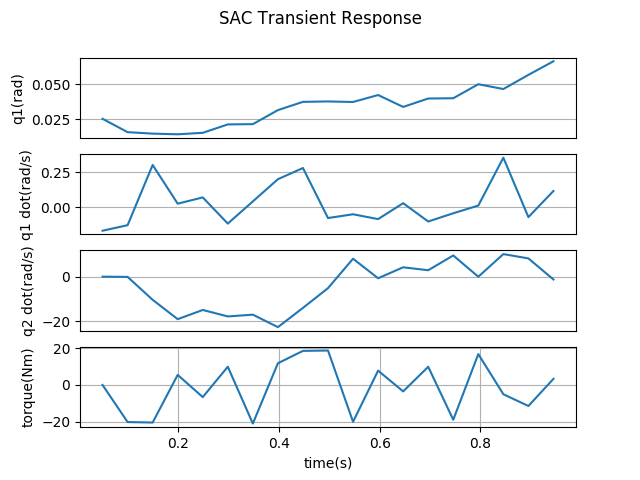 SAC Transient Response
q1(rad)
0.050
0.025
q1 dot(rad/s)
0.25
0.00
q2 dot(rad/s)
0
−20
torque(Nm)
20
0
−20
0.2 0.4 0.6 0.8
time(s)